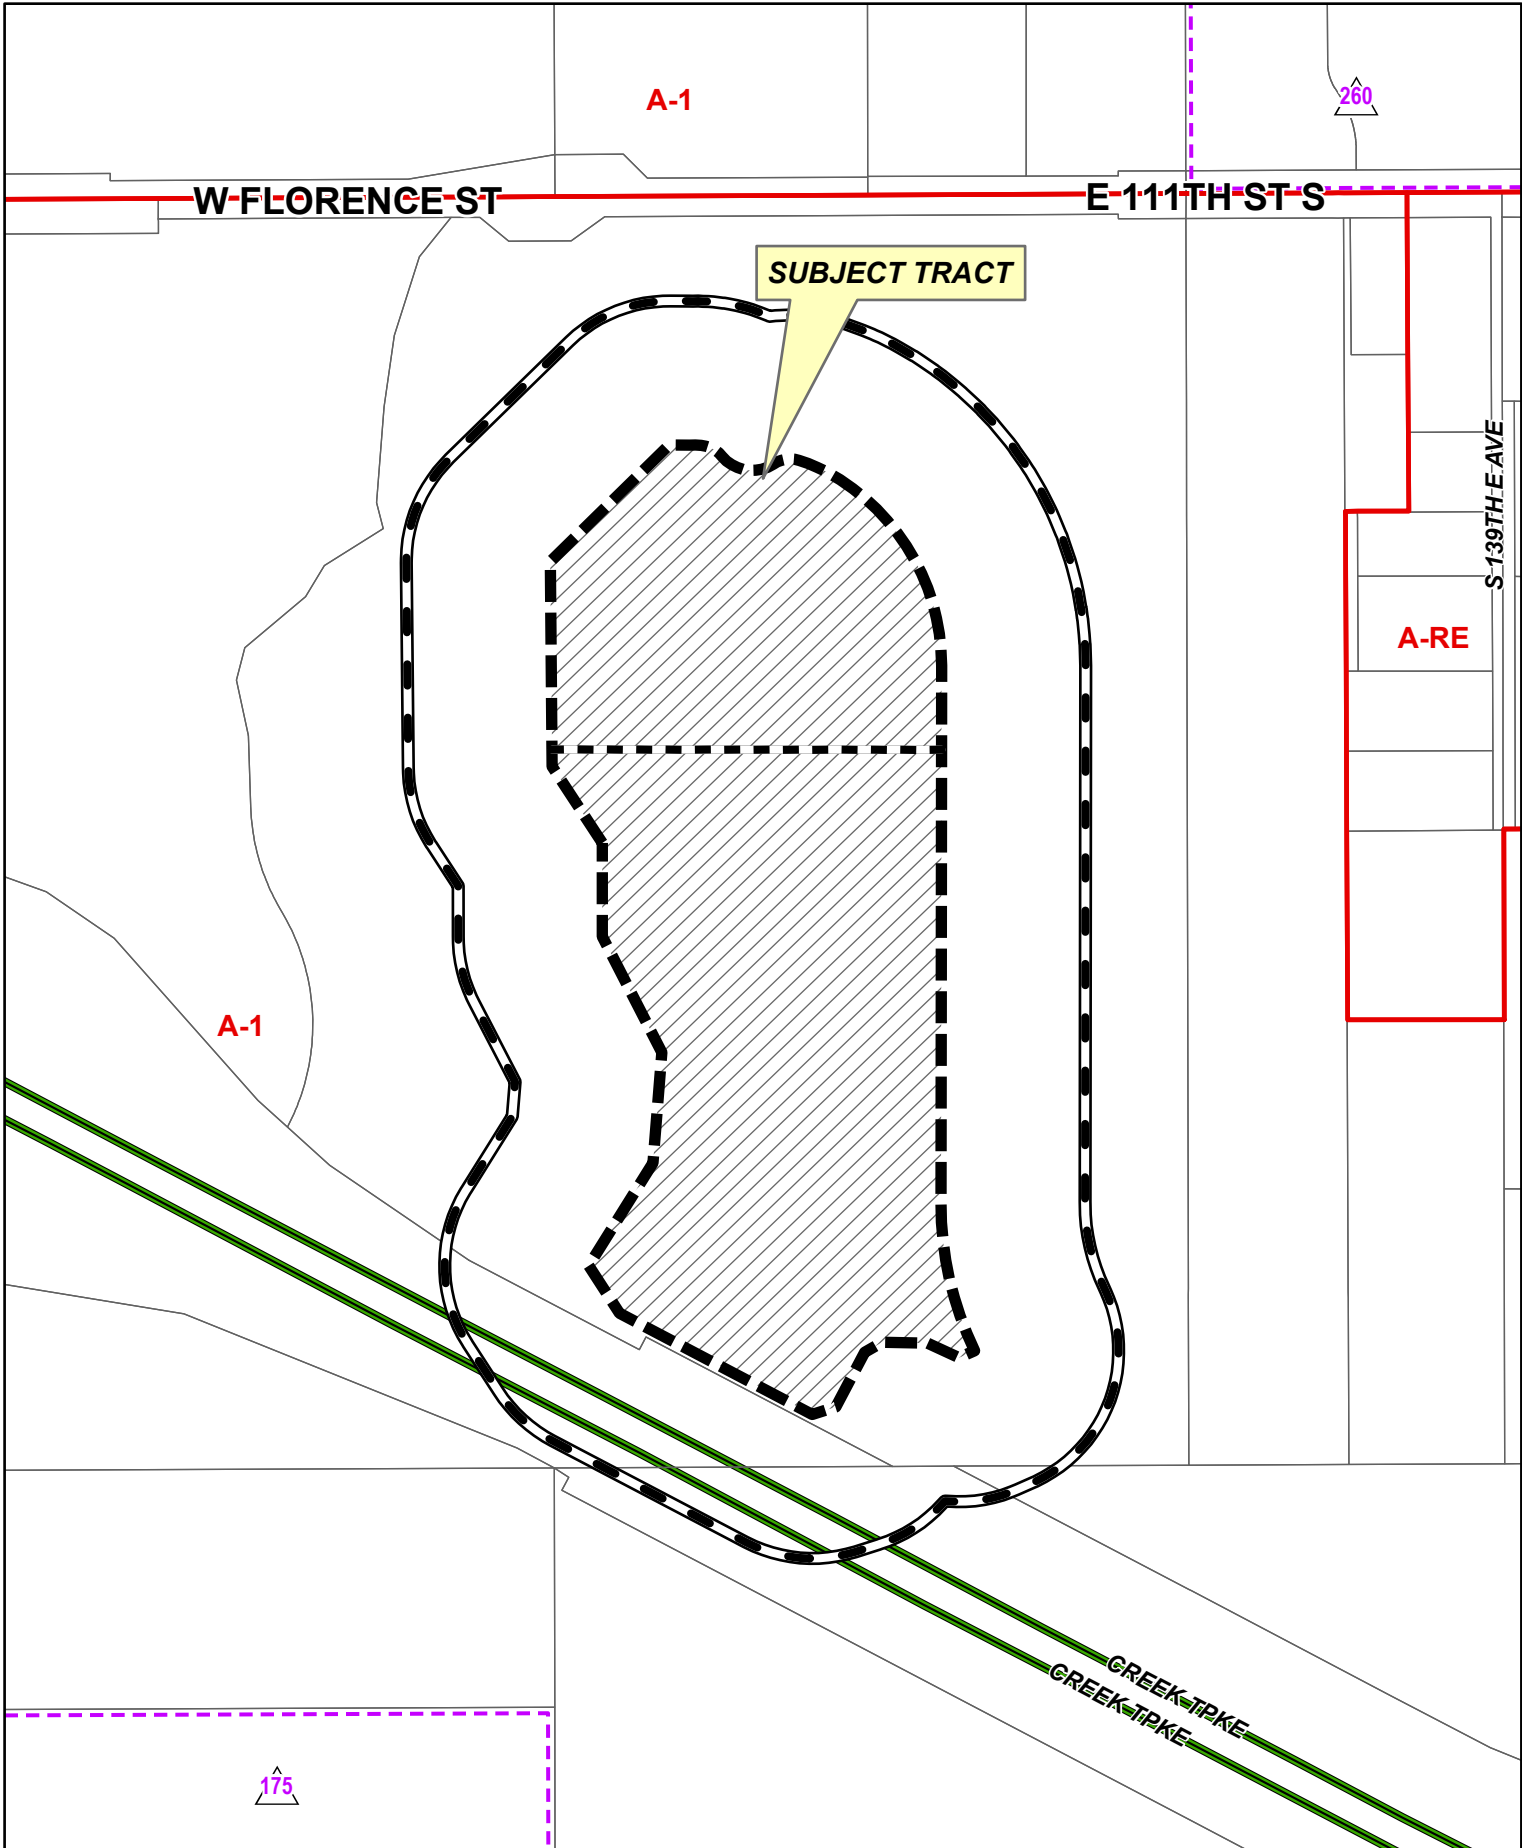 A-1
260
W FLORENCE ST
E 111TH ST S
SUBJECT TRACT
S 139TH E AVE
A-RE
A-1
CREEK TPKE
CREEK TPKE
175